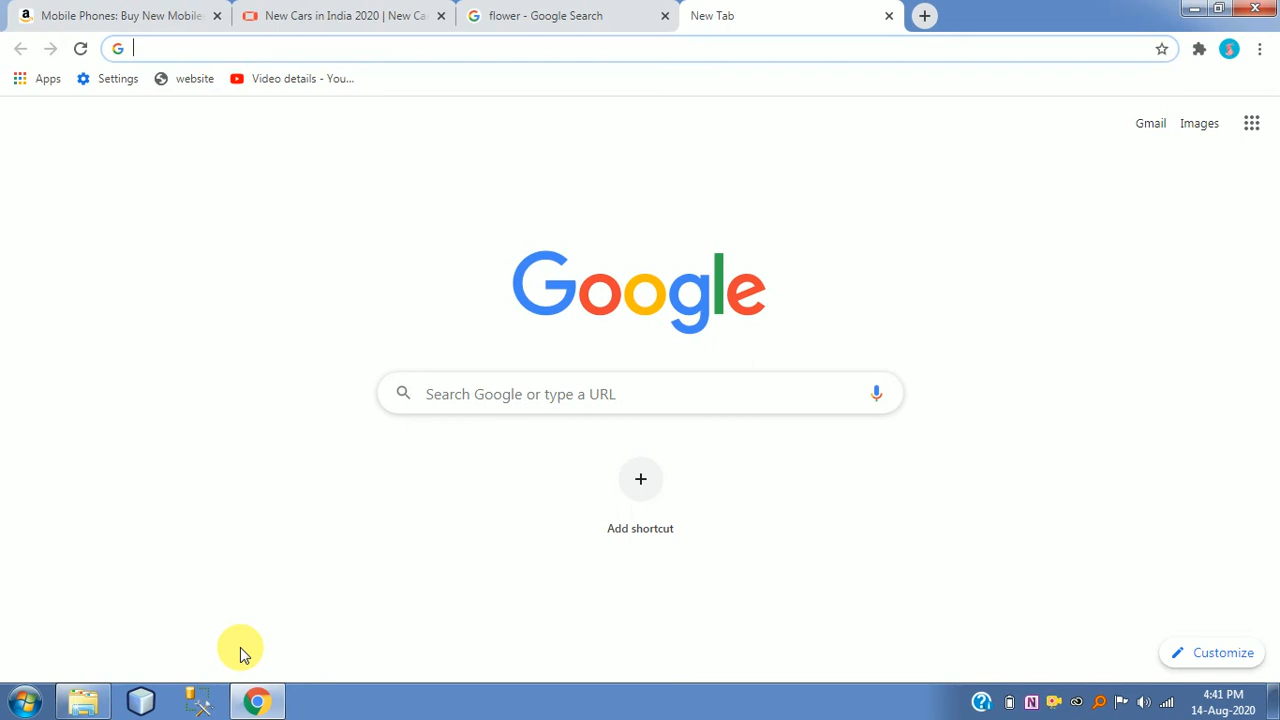 a Mobile Phones: Buy New Mobile
New Cars in India 2020 | New Ca
flower - Google Search
New Tab
Apps
Settings
website
Video details - You...
Gmail
Images
Google
Search Google or type a URL
Add shortcut
Customize
N
4:41 PM
14-Aug-2020